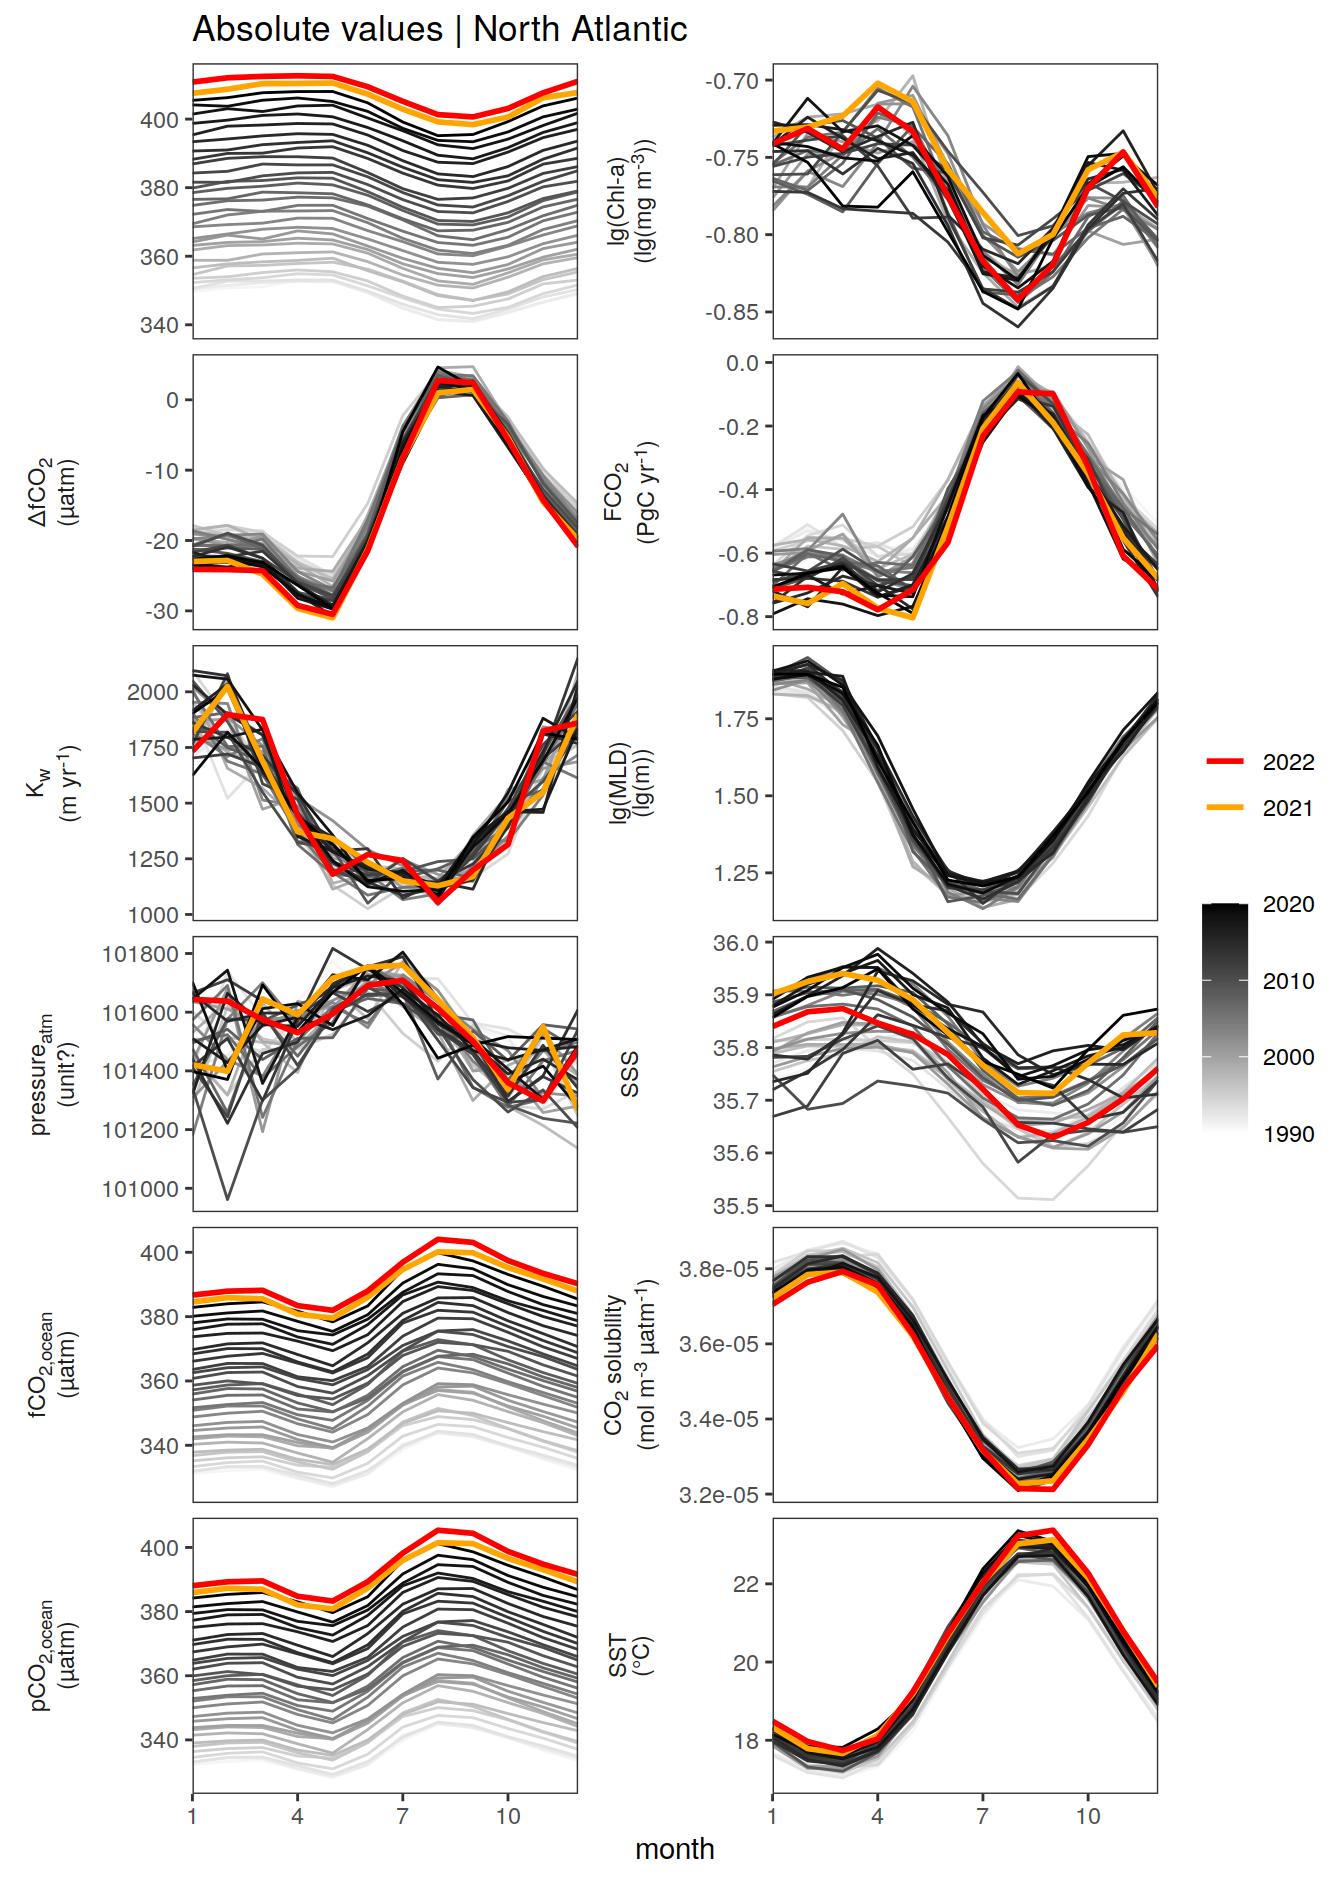 Absolute values | North Atlantic
400
380
360
340
-0.70
-0.75
-0.80
-0.85
lg(Chl-a)
(lg(mg m⁻³))
0
-10
-20
-30
ΔfCO₂
(µatm)
0.0
-0.2
-0.4
-0.6
-0.8
FCO₂
(PgC yr⁻¹)
2000
1750
1500
1250
1000
K_w
(m yr⁻¹)
1.75
1.50
1.25
lg(MLD)
(lg(m))
101800
101600
101400
101200
101000
pressure_atm
(unit?)
36.0
35.9
35.8
35.7
35.6
35.5
SSS
400
380
360
340
fCO₂,ocean
(µatm)
3.8e-05
3.6e-05
3.4e-05
3.2e-05
CO₂ solubility
(mol m⁻³ µatm⁻¹)
400
380
360
340
pCO₂,ocean
(µatm)
22
20
18
SST
(°C)
1 4 7 10
1 4 7 10
month
2022
2021
2020
2010
2000
1990